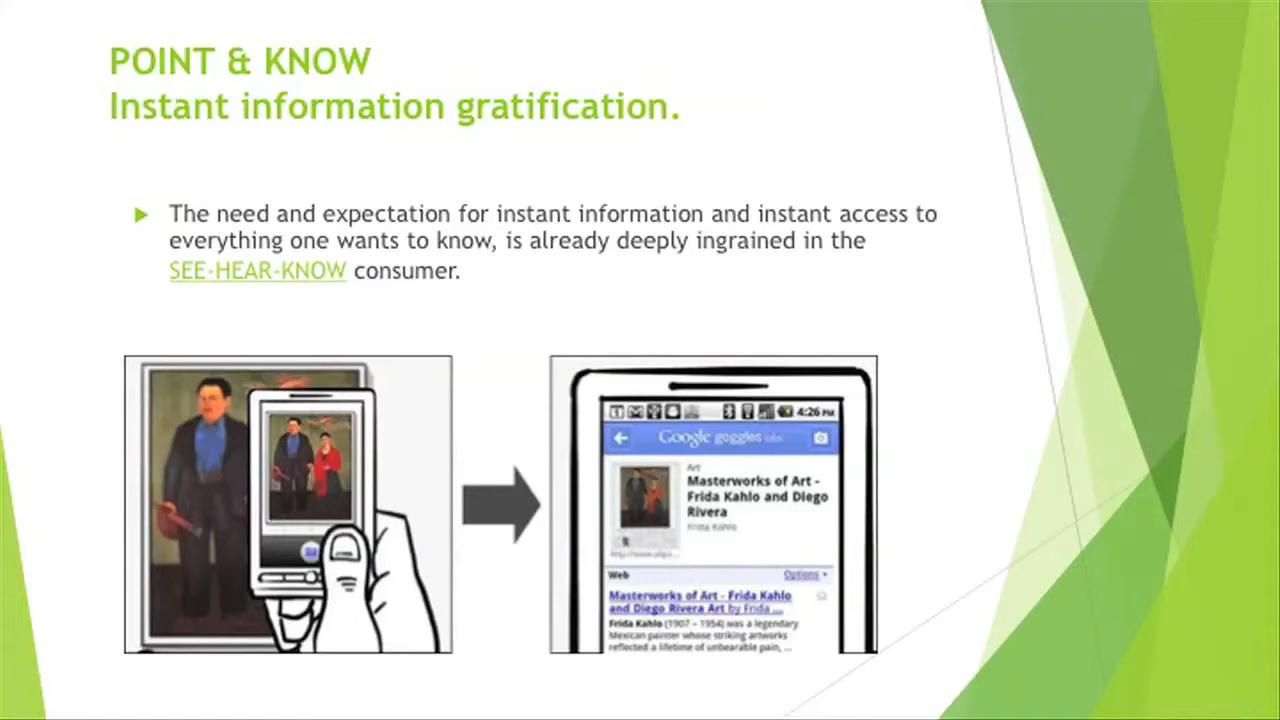 POINT & KNOW
Instant information gratification.
The need and expectation for instant information and instant access to
everything one wants to know, is already deeply ingrained in the
SEE-HEAR-KNOW consumer.
4:26 PM
Google goggles labs
Art
Masterworks of Art -
Frida Kahlo and Diego
Rivera
Frida Kahlo
Web
Options
Masterworks of Art - Frida Kahlo
and Diego Rivera Art by Frida ...
Frida Kahlo (1907 – 1954) was a legendary
Mexican painter whose striking artworks
reflected a lifetime of unbearable pain, ...